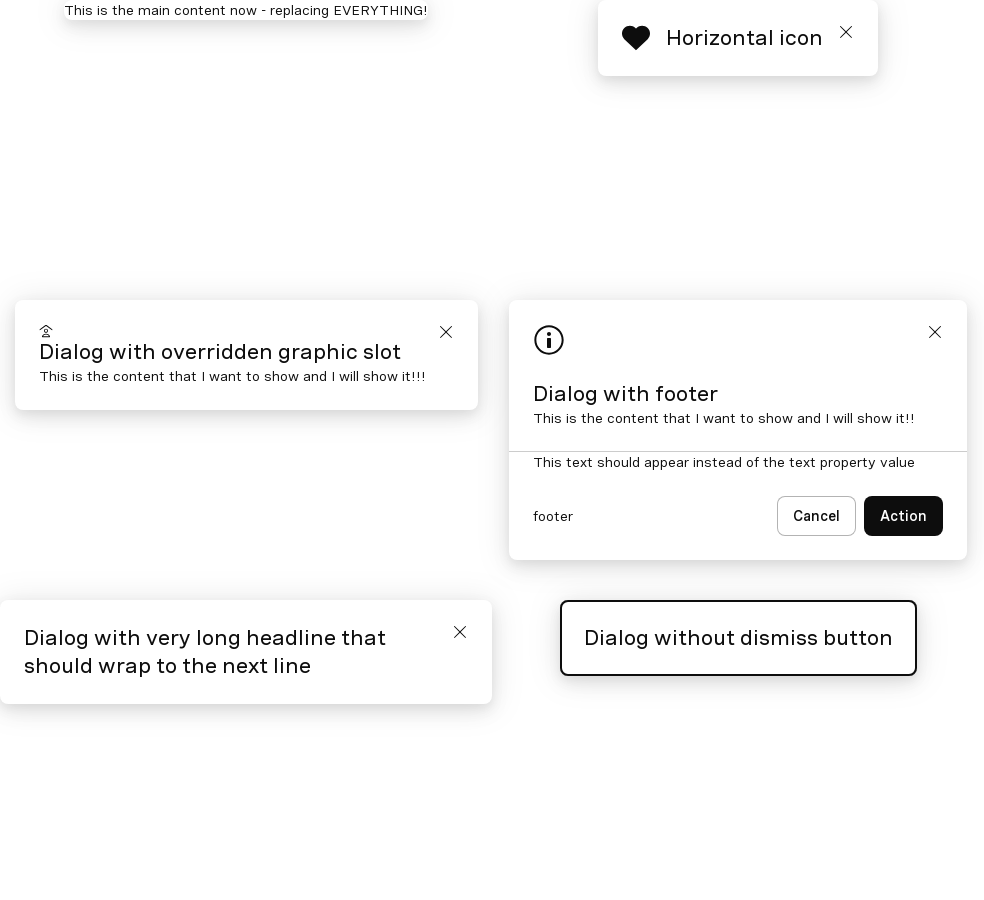 This is the main content now - replacing EVERYTHING!
Horizontal icon
Dialog with overridden graphic slot
This is the content that I want to show and I will show it!!!
Dialog with footer
This is the content that I want to show and I will show it!!
This text should appear instead of the text property value
footer
Cancel
Action
Dialog with very long headline that
should wrap to the next line
Dialog without dismiss button